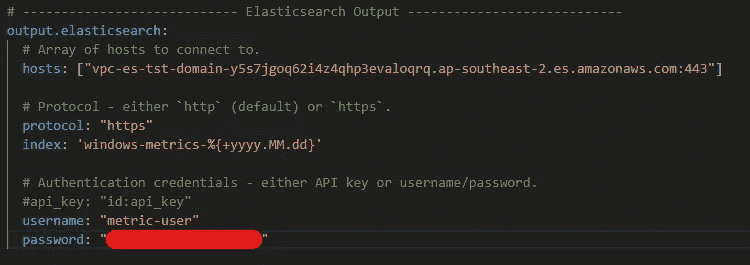 # ---------------------------- Elasticsearch Output ----------------------------
output.elasticsearch:
# Array of hosts to connect to.
hosts: ["vpc-es-tst-domain-y5s7jgoq62i4z4qhp3evaloqrq.ap-southeast-2.es.amazonaws.com:443"]
# Protocol - either `http` (default) or `https`.
protocol: "https"
index: 'windows-metrics-%{+yyyy.MM.dd}'
# Authentication credentials - either API key or username/password.
#api_key: "id:api_key"
username: "metric-user"
password: " "